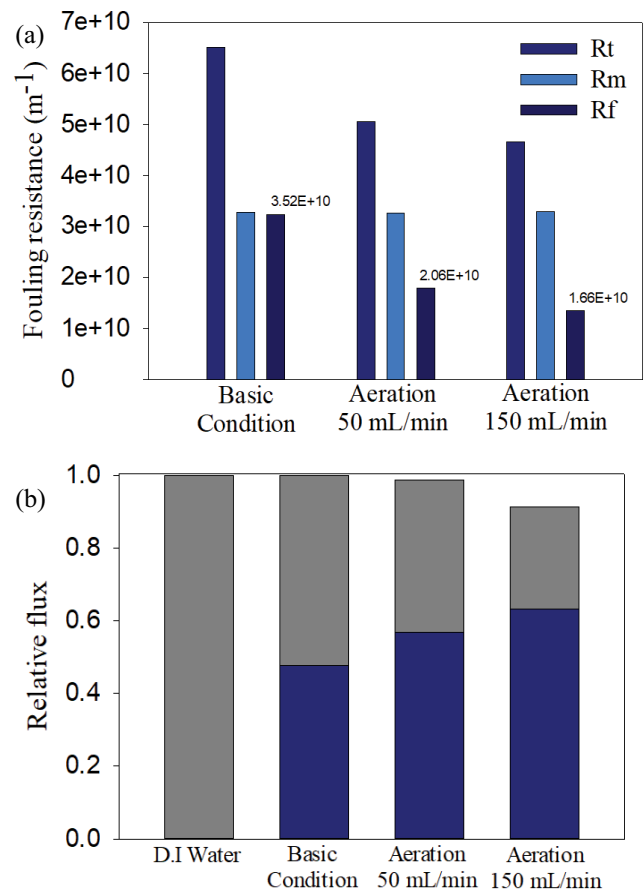 (a)
Fouling resistance (m⁻¹)
7e+10
6e+10
5e+10
4e+10
3e+10
2e+10
1e+10
0
Rt
Rm
Rf
3.52E+10
2.06E+10
1.66E+10
Basic
Condition
Aeration
50 mL/min
Aeration
150 mL/min
(b)
Relative flux
1.0
0.8
0.6
0.4
0.2
0.0
D.I Water
Basic
Condition
Aeration
50 mL/min
Aeration
150 mL/min